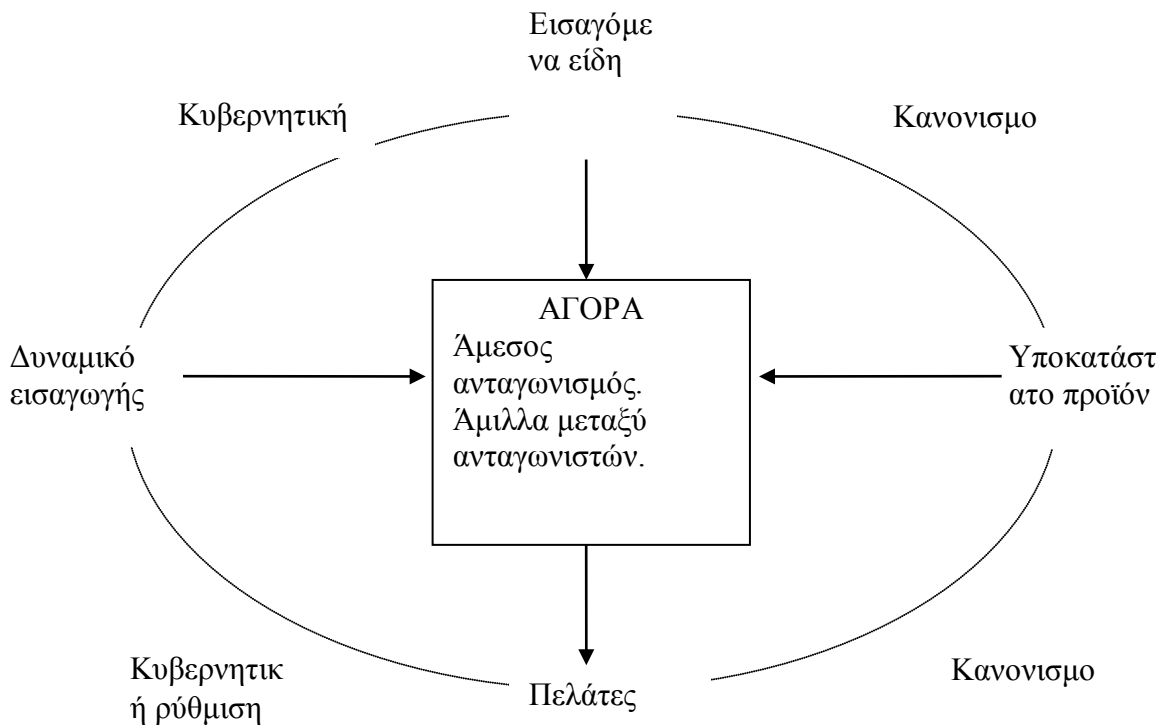 Εισαγόμε
να είδη
Κυβερνητική
Κανονισμο
ΑΓΟΡΑ
Άμεσος
ανταγωνισμός.
Άμιλλα μεταξύ
ανταγωνιστών.
Δυναμικό
εισαγωγής
Υποκατάστ
ατο προϊόν
Κυβερνητικ
ή ρύθμιση
Πελάτες
Κανονισμο